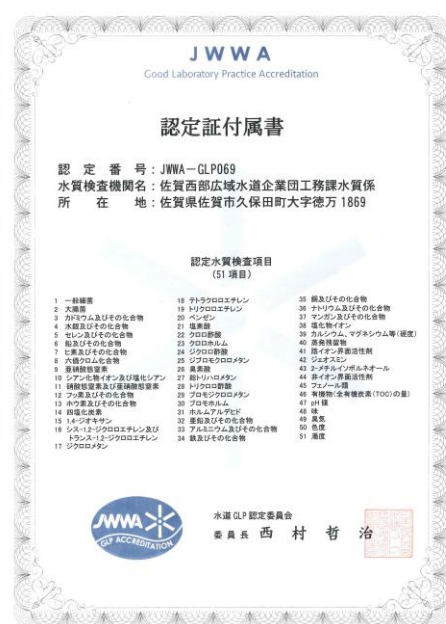 JWWA
Good Laboratory Practice Accreditation
認定証付属書
認定番号：JWWA－GLP069
水質検査機関名：佐賀西部広域水道企業団工務課水質係
所在地：佐賀県佐賀市久保田町大字徳万 1869
認定水質検査項目
(51 項目)
1 一般細菌
2 大腸菌
3 カドミウム及びその化合物
4 水銀及びその化合物
5 セレン及びその化合物
6 鉛及びその化合物
7 ヒ素及びその化合物
8 六価クロム化合物
9 亜硝酸態窒素
10 シアン化物イオン及び塩化シアン
11 硝酸態窒素及び亜硝酸態窒素
12 フッ素及びその化合物
13 ホウ素及びその化合物
14 四塩化炭素
15 1,4-ジオキサン
16 シス-1,2-ジクロロエチレン及び
トランス-1,2-ジクロロエチレン
17 ジクロロメタン
18 テトラクロロエチレン
19 トリクロロエチレン
20 ベンゼン
21 塩素酸
22 クロロ酢酸
23 クロロホルム
24 ジクロロ酢酸
25 ジブロモクロロメタン
26 臭素酸
27 総トリハロメタン
28 トリクロロ酢酸
29 ブロモジクロロメタン
30 ブロモホルム
31 ホルムアルデヒド
32 亜鉛及びその化合物
33 アルミニウム及びその化合物
34 鉄及びその化合物
35 銅及びその化合物
36 ナトリウム及びその化合物
37 マンガン及びその化合物
38 塩化物イオン
39 カルシウム、マグネシウム等(硬度)
40 蒸発残留物
41 陰イオン界面活性剤
42 ジェオスミン
43 2-メチルイソボルネオール
44 非イオン界面活性剤
45 フェノール類
46 有機物(全有機炭素(TOC)の量)
47 pH 値
48 味
49 臭気
50 色度
51 濁度
JWWA
GLP ACCREDITATION
水道 GLP 認定委員会
委員長 西村哲治